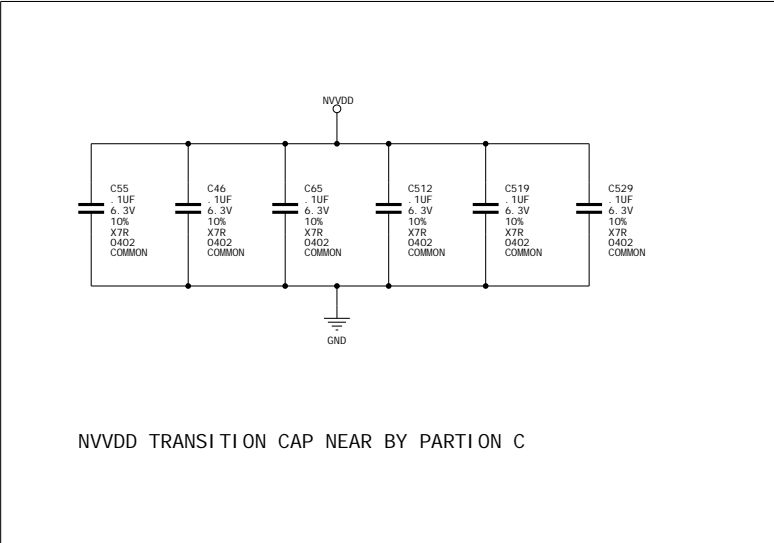 NVVDD
C55
.1UF
6.3V
10%
X7R
0402
COMMON
C46
.1UF
6.3V
10%
X7R
0402
COMMON
C65
.1UF
6.3V
10%
X7R
0402
COMMON
C512
.1UF
6.3V
10%
X7R
0402
COMMON
C519
.1UF
6.3V
10%
X7R
0402
COMMON
C529
.1UF
6.3V
10%
X7R
0402
COMMON
GND
NVVDD TRANSITION CAP NEAR BY PARTION C